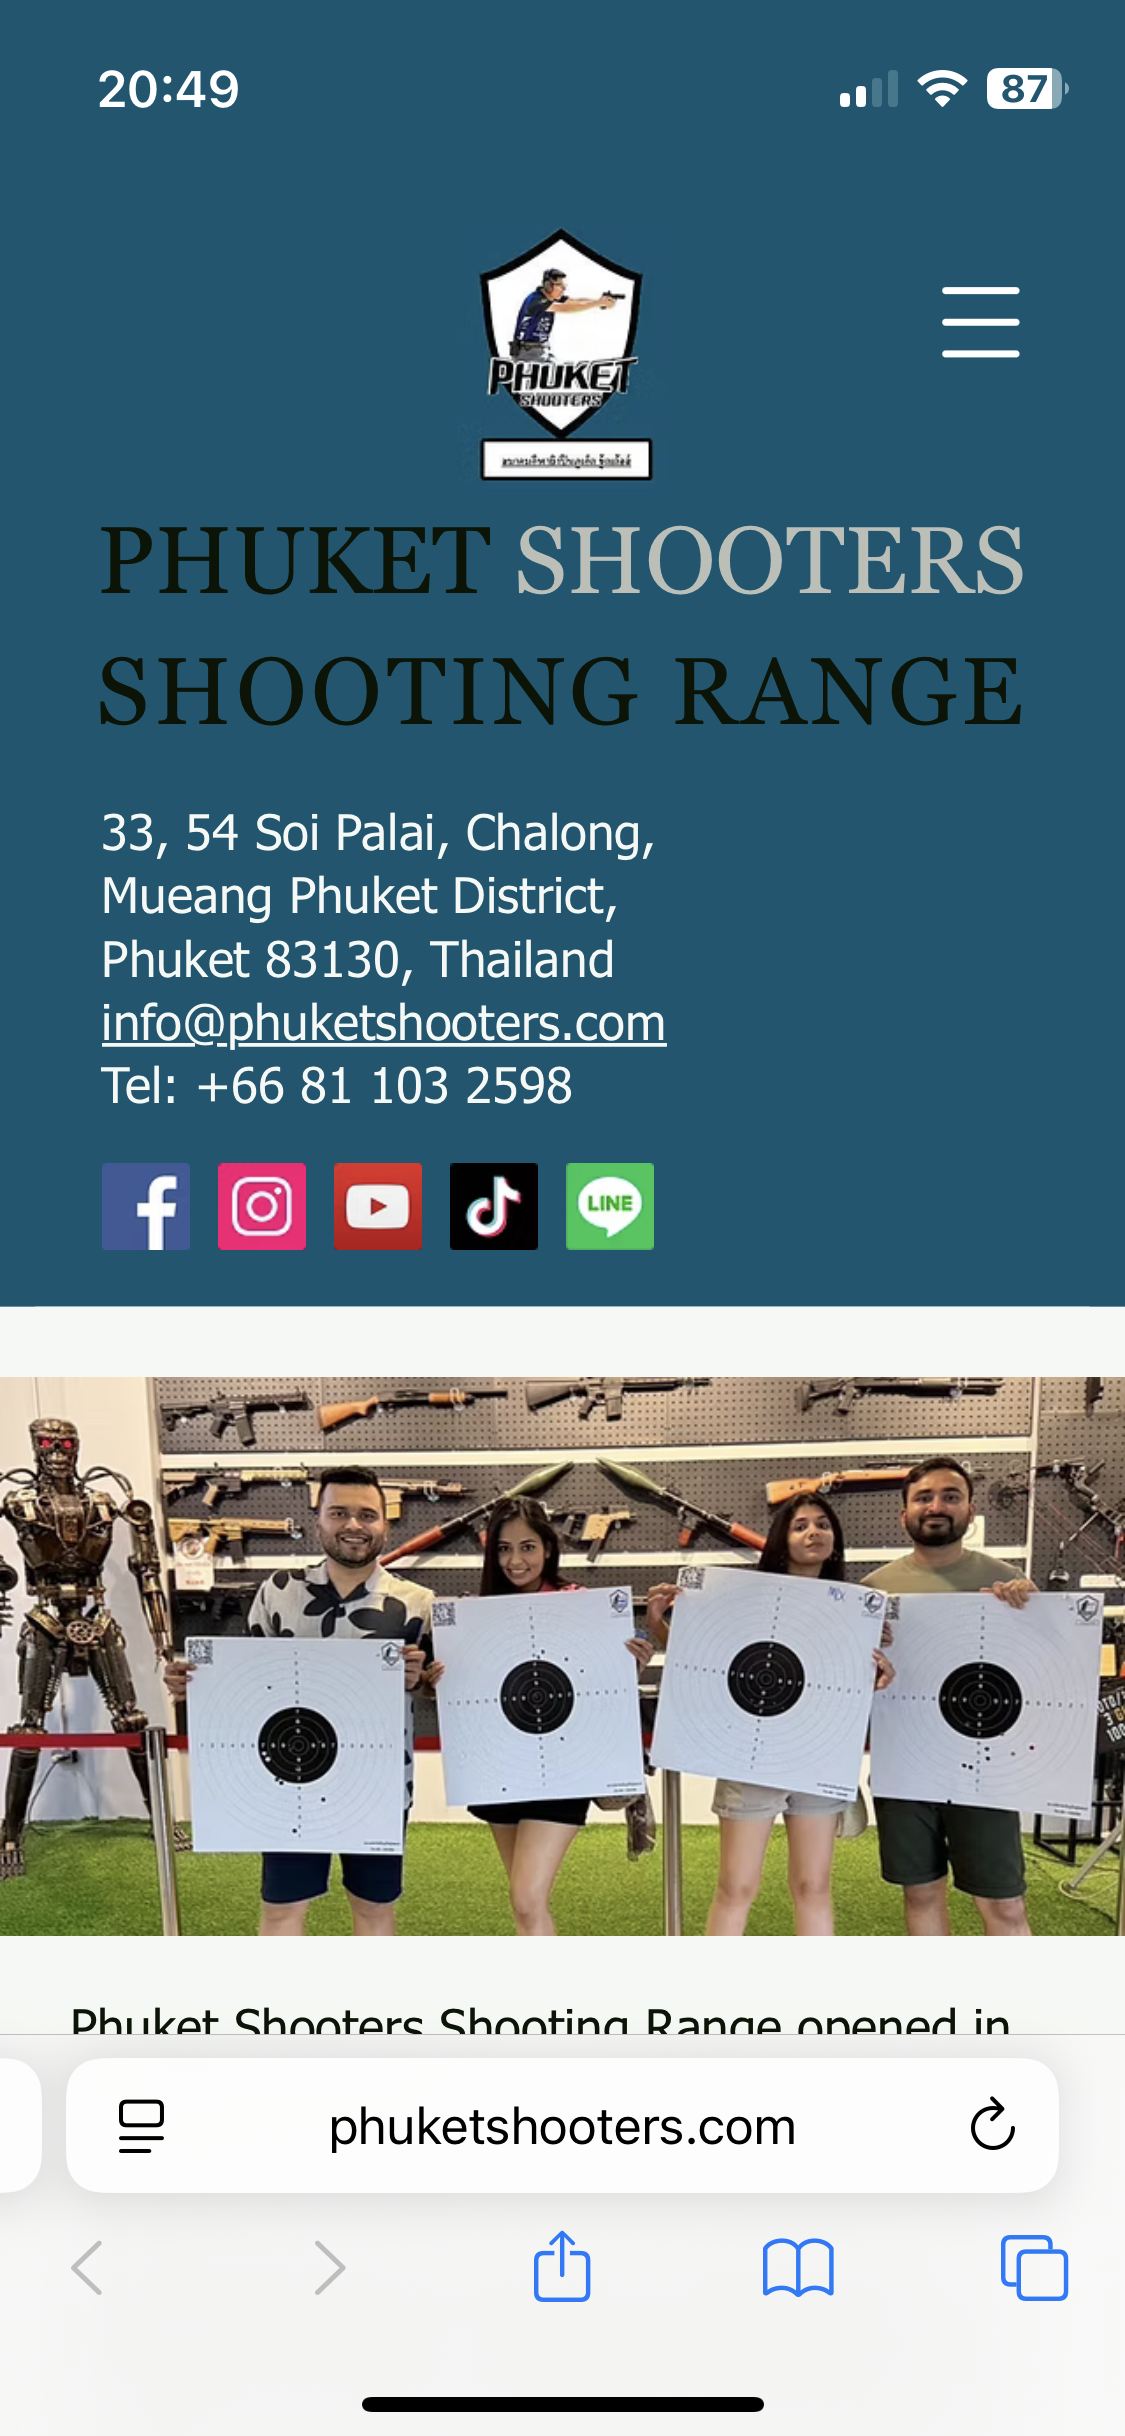 20:49
87
PHUKET
SHOOTERS
PHUKET SHOOTERS
SHOOTING RANGE
33, 54 Soi Palai, Chalong,
Mueang Phuket District,
Phuket 83130, Thailand
info@phuketshooters.com
Tel: +66 81 103 2598
LINE
Phuket Shooters Shooting Range opened in
phuketshooters.com